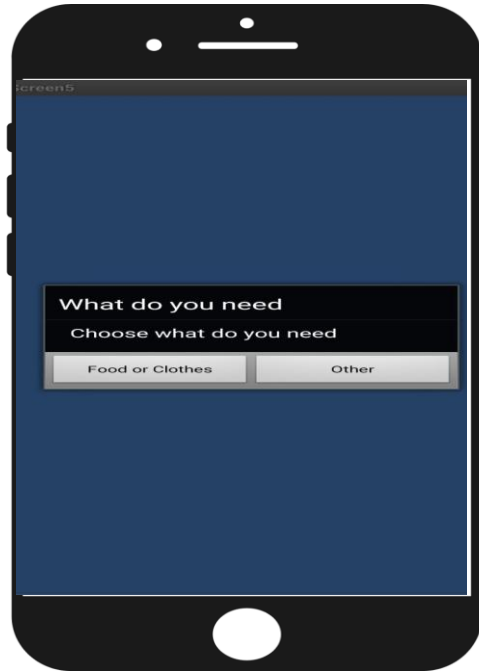 Screen5
What do you need
Choose what do you need
Food or Clothes
Other